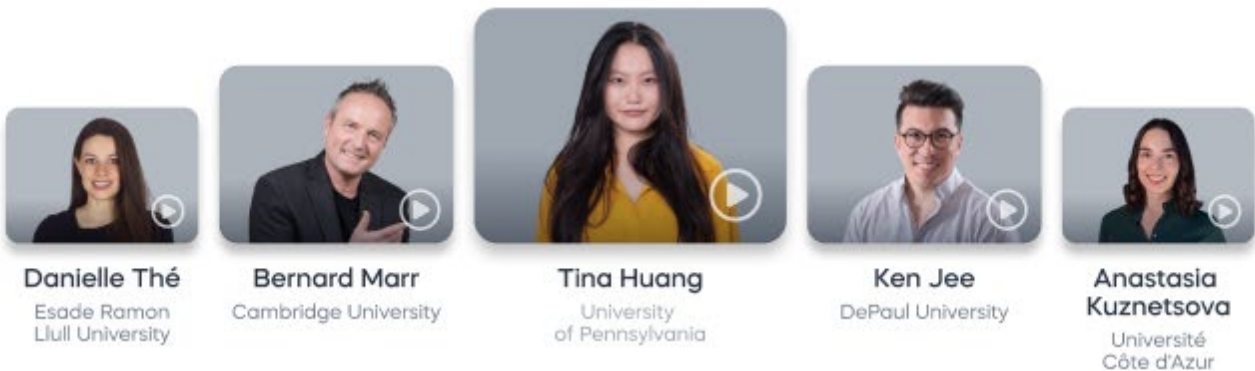 Danielle Thé
Esade Ramon
Llull University
Bernard Marr
Cambridge University
Tina Huang
University
of Pennsylvania
Ken Jee
DePaul University
Anastasia
Kuznetsova
Université
Côte d'Azur